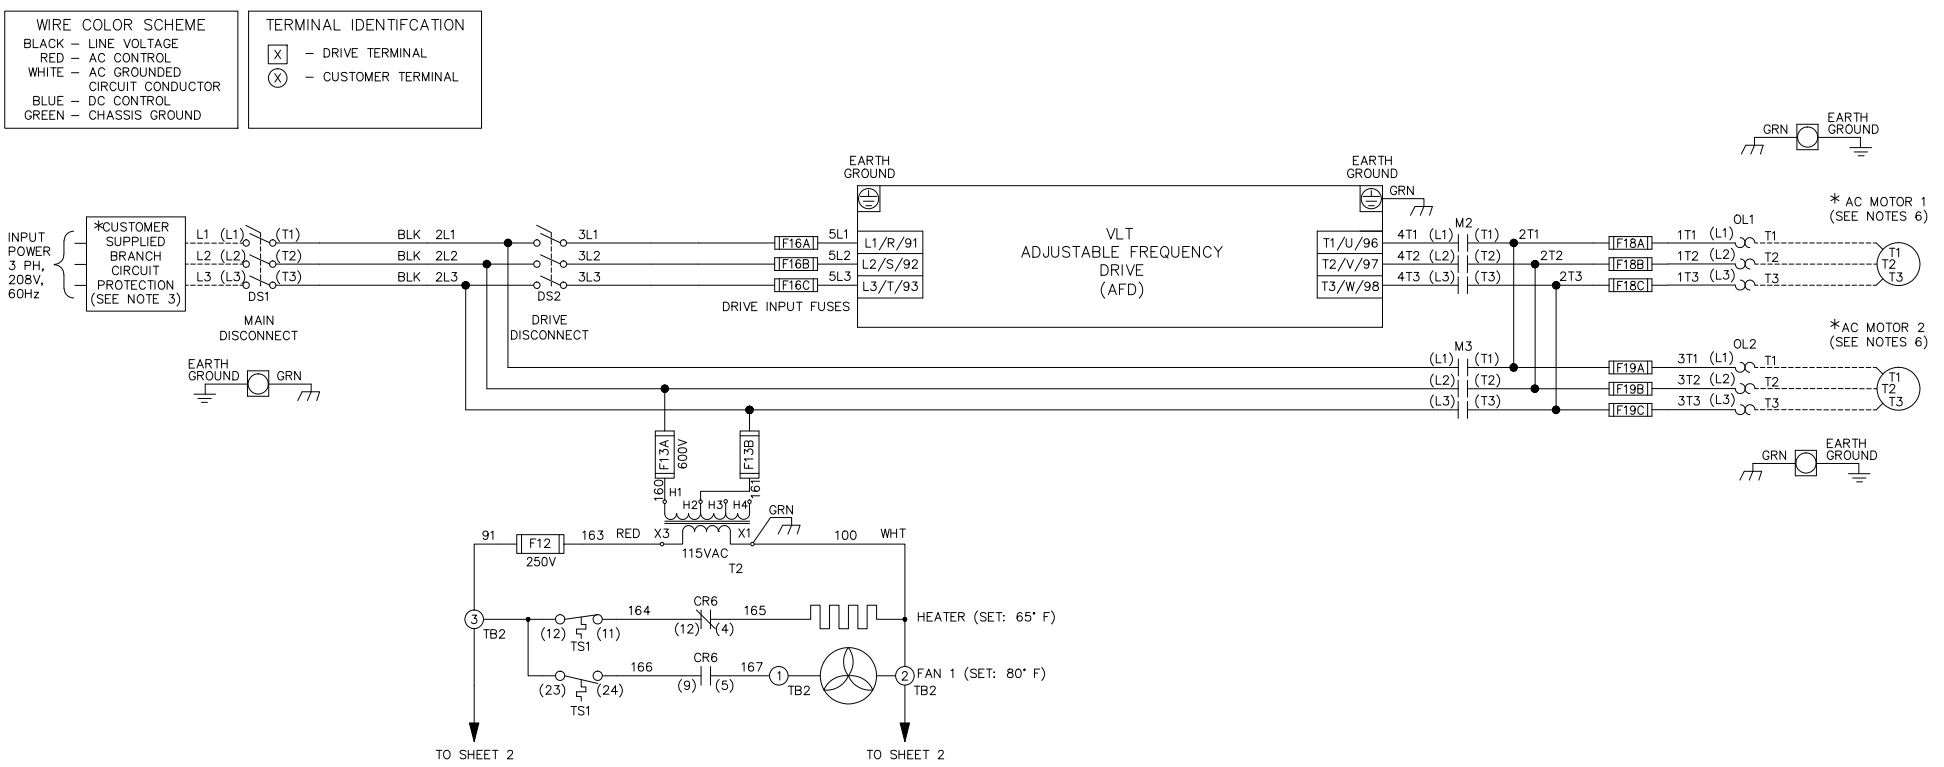 WIRE COLOR SCHEME
BLACK – LINE VOLTAGE
RED – AC CONTROL
WHITE – AC GROUNDED
CIRCUIT CONDUCTOR
BLUE – DC CONTROL
GREEN – CHASSIS GROUND
TERMINAL IDENTIFCATION
X – DRIVE TERMINAL
X – CUSTOMER TERMINAL
EARTH
GRN GROUND
INPUT
POWER
3 PH,
208V,
60Hz
*CUSTOMER
SUPPLIED
BRANCH
CIRCUIT
PROTECTION
(SEE NOTE 3)
L1 (L1) (T1)
L2 (L2) (T2)
L3 (L3) (T3)
DS1
MAIN
DISCONNECT
BLK 2L1
BLK 2L2
BLK 2L3
3L1
3L2
3L3
DS2
DRIVE
DISCONNECT
F16A 5L1
F16B 5L2
F16C 5L3
DRIVE INPUT FUSES
EARTH
GROUND
L1/R/91
L2/S/92
L3/T/93
VLT
ADJUSTABLE FREQUENCY
DRIVE
(AFD)
EARTH
GROUND
GRN
T1/U/96
T2/V/97
T3/W/98
M2
4T1 (L1) (T1) 2T1
4T2 (L2) (T2) 2T2
4T3 (L3) (T3) 2T3
F18A
F18B
F18C
OL1
1T1 (L1) T1
1T2 (L2) T2
1T3 (L3) T3
* AC MOTOR 1
(SEE NOTES 6)
T1
T2
T3
EARTH
GROUND GRN
M3
(L1) (T1)
(L2) (T2)
(L3) (T3)
F19A
F19B
F19C
OL2
3T1 (L1) T1
3T2 (L2) T2
3T3 (L3) T3
*AC MOTOR 2
(SEE NOTES 6)
T1
T2
T3
EARTH
GRN GROUND
F13A
600V
F13B
160
161
H1
H2 H3 H4
GRN
91 F12 163 RED X3 X1 100 WHT
250V
115VAC
T2
3
TB2
164 CR6 165
(12) (11) (12) (4)
TS1
HEATER (SET: 65° F)
166 CR6 167
(23) (24) (9) (5)
TS1
1
TB2
2
TB2
FAN 1 (SET: 80° F)
TO SHEET 2
TO SHEET 2